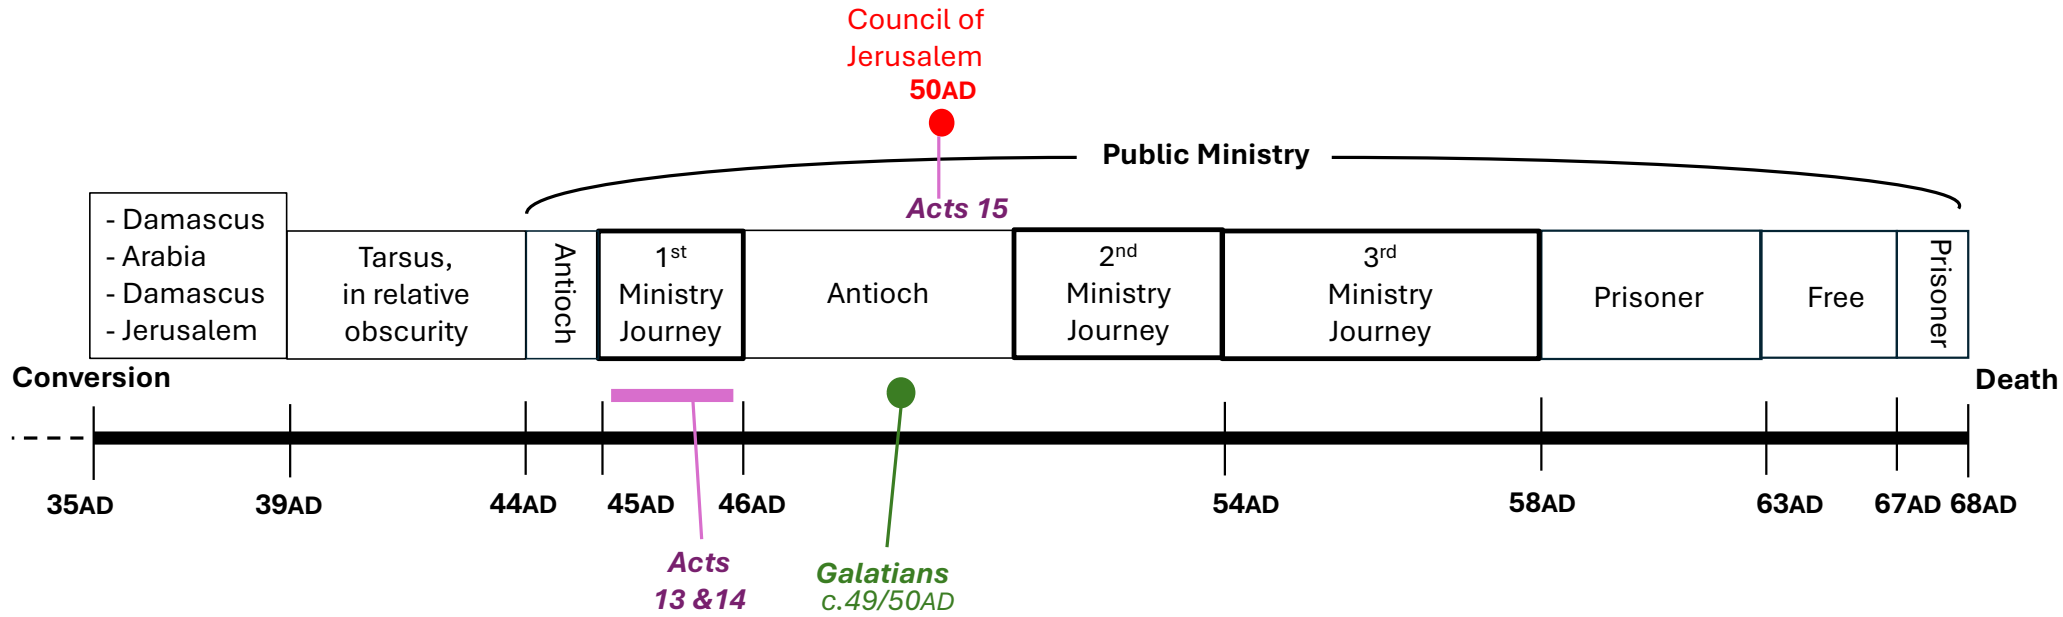 Council of
Jerusalem
50AD
Public Ministry
Acts 15
- Damascus
- Arabia
- Damascus
- Jerusalem
Tarsus,
in relative
obscurity
Antioch
1st
Ministry
Journey
Antioch
2nd
Ministry
Journey
3rd
Ministry
Journey
Prisoner
Free
Prisoner
Conversion
Death
35AD
39AD
44AD
45AD
46AD
54AD
58AD
63AD
67AD
68AD
Acts
13 &14
Galatians
c.49/50AD